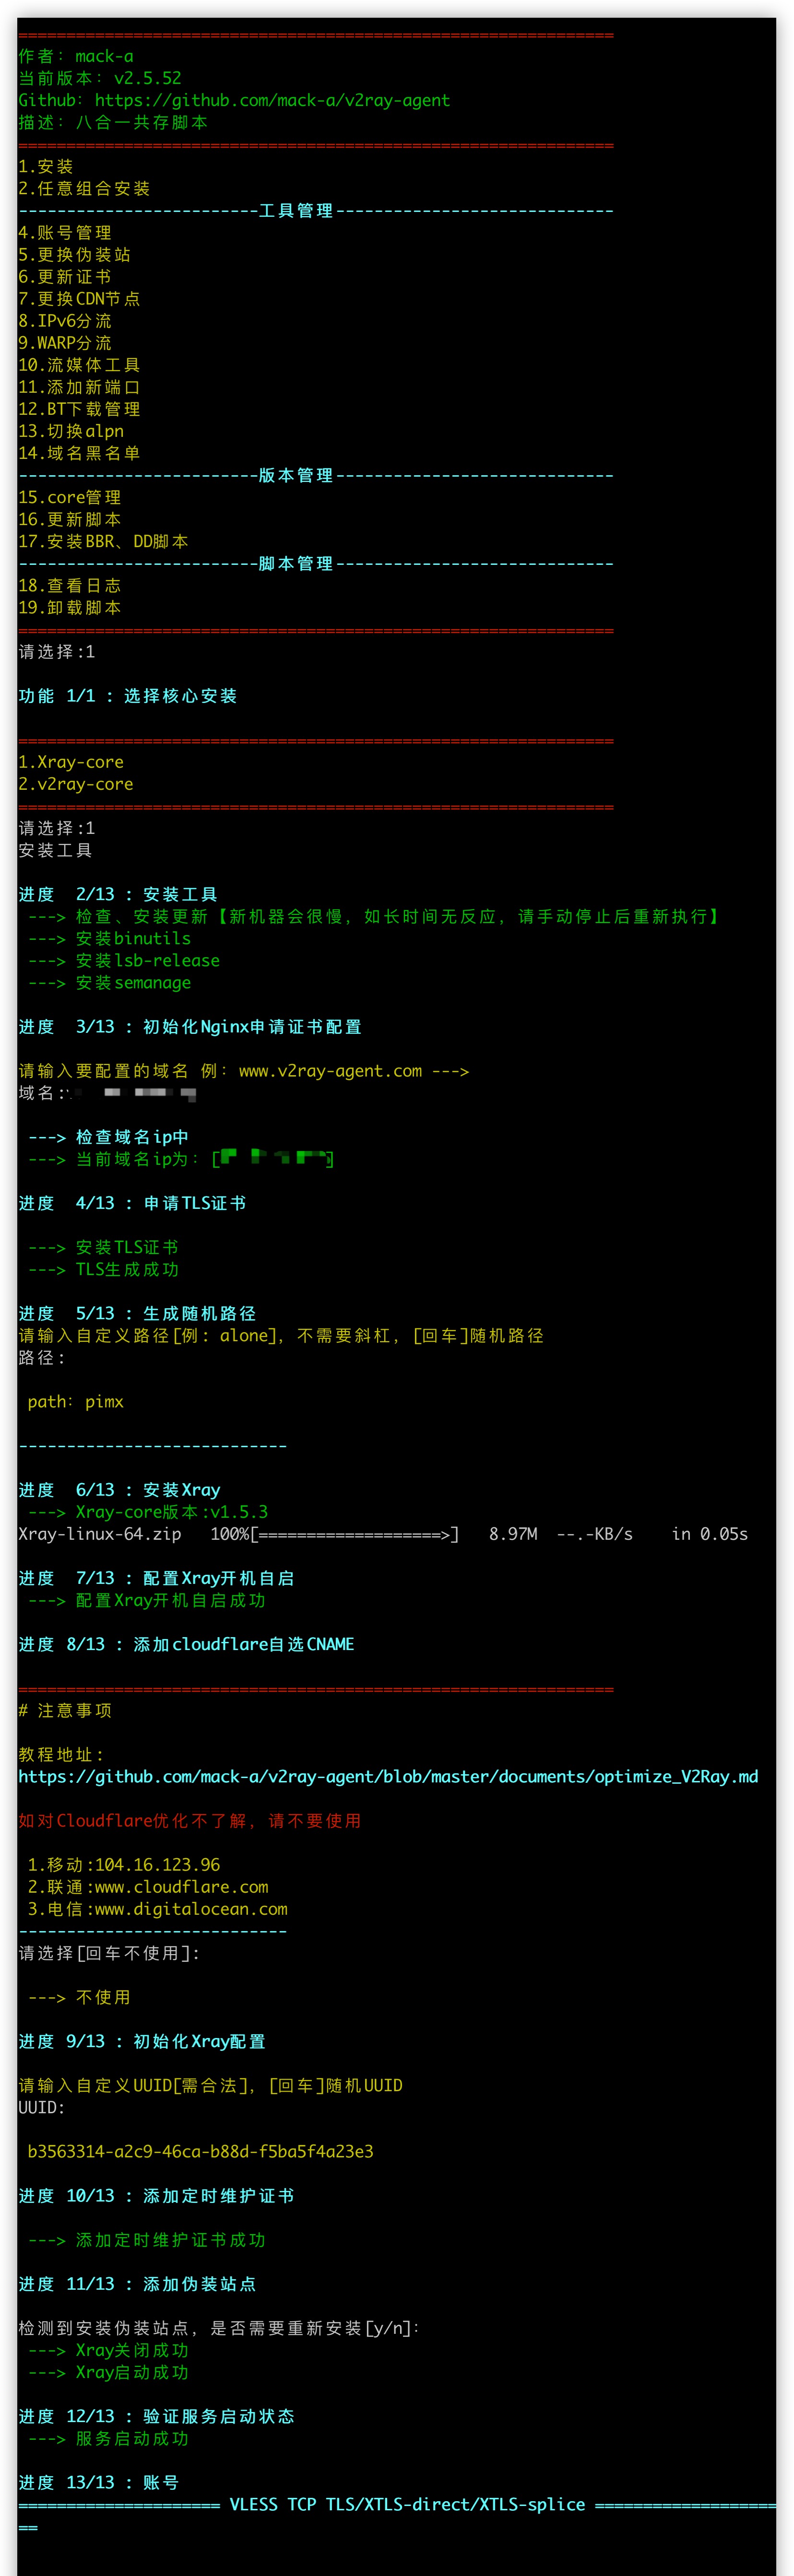 ==============================================================
作者：mack-a
当前版本：v2.5.52
Github：https://github.com/mack-a/v2ray-agent
描述：八合一共存脚本
==============================================================
1.安装
2.任意组合安装
-------------------------工具管理-----------------------------
4.账号管理
5.更换伪装站
6.更新证书
7.更换CDN节点
8.IPv6分流
9.WARP分流
10.流媒体工具
11.添加新端口
12.BT下载管理
13.切换alpn
14.域名黑名单
-------------------------版本管理-----------------------------
15.core管理
16.更新脚本
17.安装BBR、DD脚本
-------------------------脚本管理-----------------------------
18.查看日志
19.卸载脚本
==============================================================
请选择:1
功能 1/1 : 选择核心安装
==============================================================
1.Xray-core
2.v2ray-core
==============================================================
请选择:1
安装工具
进度  2/13 : 安装工具
 ---> 检查、安装更新【新机器会很慢，如长时间无反应，请手动停止后重新执行】
 ---> 安装binutils
 ---> 安装lsb-release
 ---> 安装semanage
进度  3/13 : 初始化Nginx申请证书配置
请输入要配置的域名 例：www.v2ray-agent.com --->
域名:
 ---> 检查域名ip中
 ---> 当前域名ip为：[]
进度  4/13 : 申请TLS证书
 ---> 安装TLS证书
 ---> TLS生成成功
进度  5/13 : 生成随机路径
请输入自定义路径[例：alone]，不需要斜杠，[回车]随机路径
路径:
 path：pimx
----------------------------
进度  6/13 : 安装Xray
 ---> Xray-core版本:v1.5.3
Xray-linux-64.zip   100%[===================>]   8.97M  --.-KB/s    in 0.05s
进度  7/13 : 配置Xray开机自启
 ---> 配置Xray开机自启成功
进度 8/13 : 添加cloudflare自选CNAME
==============================================================
# 注意事项
教程地址：
https://github.com/mack-a/v2ray-agent/blob/master/documents/optimize_V2Ray.md
如对Cloudflare优化不了解，请不要使用
 1.移动:104.16.123.96
 2.联通:www.cloudflare.com
 3.电信:www.digitalocean.com
----------------------------
请选择[回车不使用]:
 ---> 不使用
进度 9/13 : 初始化Xray配置
请输入自定义UUID[需合法]，[回车]随机UUID
UUID:
 b3563314-a2c9-46ca-b88d-f5ba5f4a23e3
进度 10/13 : 添加定时维护证书
 ---> 添加定时维护证书成功
进度 11/13 : 添加伪装站点
检测到安装伪装站点，是否需要重新安装[y/n]：
 ---> Xray关闭成功
 ---> Xray启动成功
进度 12/13 : 验证服务启动状态
 ---> 服务启动成功
进度 13/13 : 账号
===================== VLESS TCP TLS/XTLS-direct/XTLS-splice ===================
==